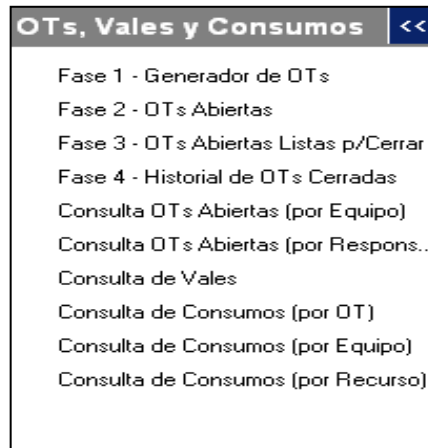 OTs, Vales y Consumos <<
Fase 1 - Generador de OTs
Fase 2 - OTs Abiertas
Fase 3 - OTs Abiertas Listas p/Cerrar
Fase 4 - Historial de OTs Cerradas
Consulta OTs Abiertas (por Equipo)
Consulta OTs Abiertas (por Respons..
Consulta de Vales
Consulta de Consumos (por OT)
Consulta de Consumos (por Equipo)
Consulta de Consumos (por Recurso)